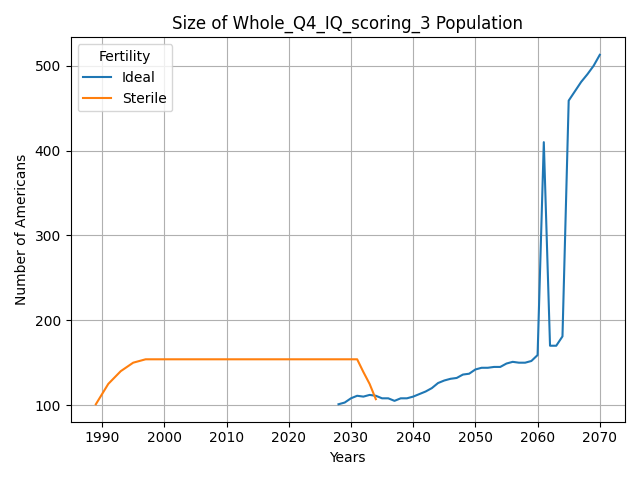 Size of Whole_Q4_IQ_scoring_3 Population
Fertility
Ideal
Sterile
Number of Americans
500
400
300
200
100
1990 2000 2010 2020 2030 2040 2050 2060 2070
Years